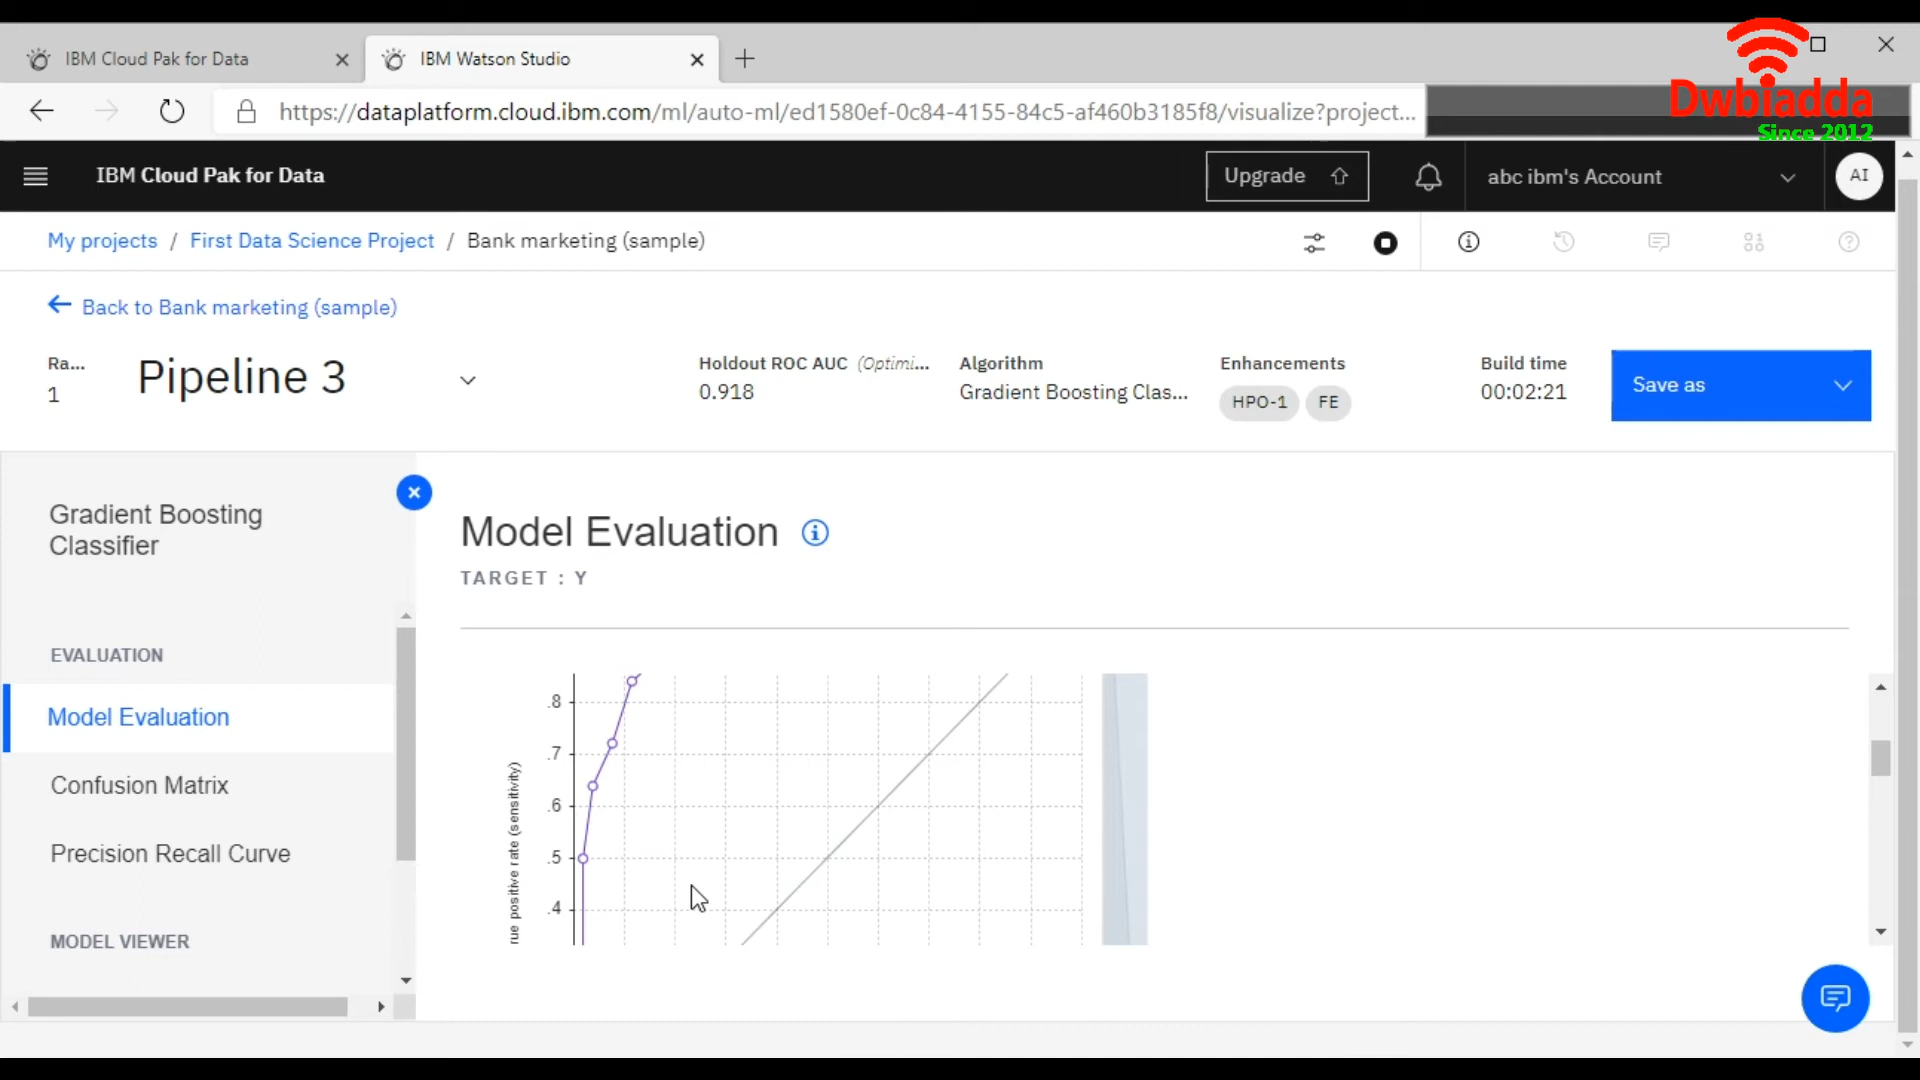 IBM Cloud Pak for Data
IBM Watson Studio
Dwbiadda
Since 2012
https://dataplatform.cloud.ibm.com/ml/auto-ml/ed1580ef-0c84-4155-84c5-af460b3185f8/visualize?project...
IBM Cloud Pak for Data
Upgrade
abc ibm's Account
AI
My projects / First Data Science Project / Bank marketing (sample)
Back to Bank marketing (sample)
Ra...
1
Pipeline 3
Holdout ROC AUC (Optimi...
0.918
Algorithm
Gradient Boosting Clas...
Enhancements
HPO-1 FE
Build time
00:02:21
Save as
Gradient Boosting
Classifier
EVALUATION
Model Evaluation
Confusion Matrix
Precision Recall Curve
MODEL VIEWER
Model Evaluation
TARGET : Y
rue positive rate (sensitivity)
.8
.7
.6
.5
.4